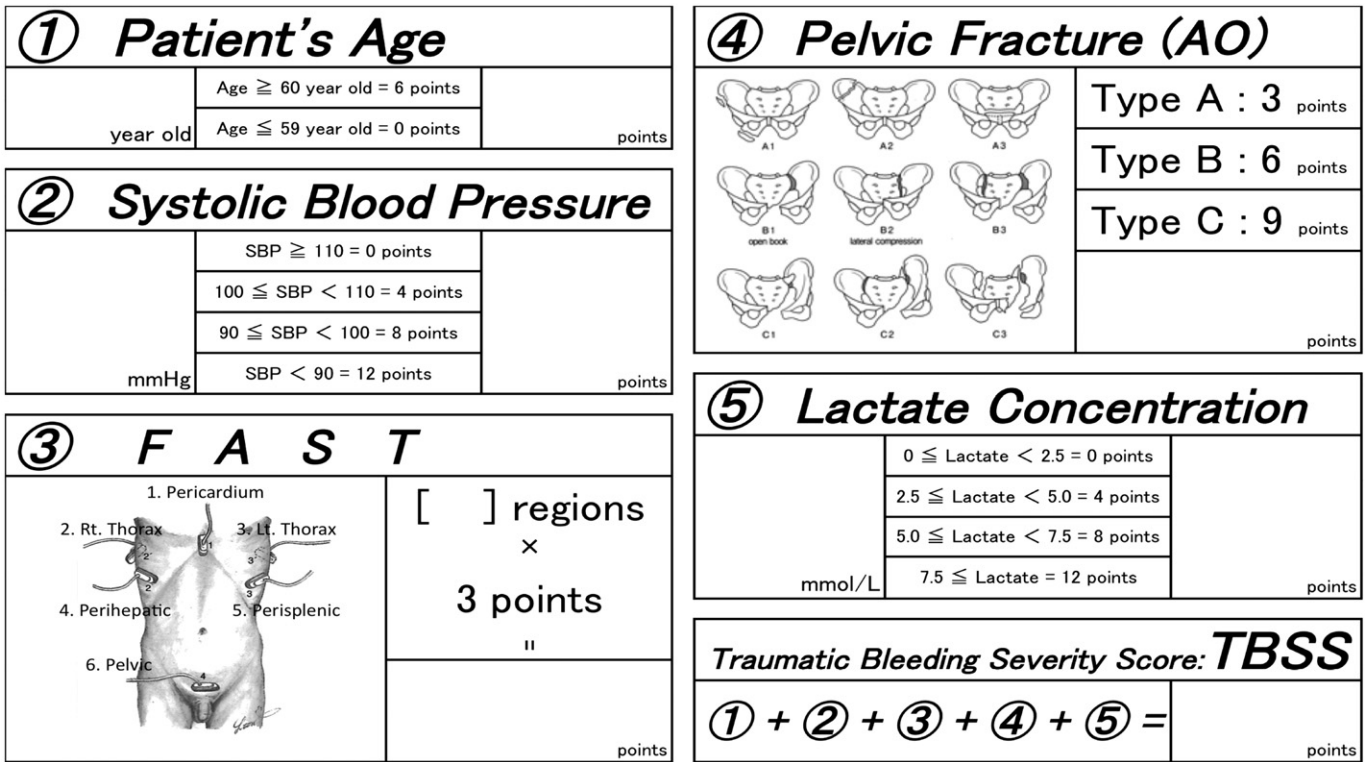 ① Patient's Age
Age ≧ 60 year old = 6 points
Age ≦ 59 year old = 0 points
year old
points
② Systolic Blood Pressure
SBP ≧ 110 = 0 points
100 ≦ SBP < 110 = 4 points
90 ≦ SBP < 100 = 8 points
SBP < 90 = 12 points
mmHg
points
③ F A S T
1. Pericardium
2. Rt. Thorax
3. Lt. Thorax
4. Perihepatic
5. Perisplenic
6. Pelvic
1
2'
3'
2
3
4
[ ] regions
×
3 points
=
points
④ Pelvic Fracture (AO)
A1 A2 A3
B1 B2 B3
open book lateral compression
C1 C2 C3
Type A : 3 points
Type B : 6 points
Type C : 9 points
points
⑤ Lactate Concentration
0 ≦ Lactate < 2.5 = 0 points
2.5 ≦ Lactate < 5.0 = 4 points
5.0 ≦ Lactate < 7.5 = 8 points
7.5 ≦ Lactate = 12 points
mmol/L
points
Traumatic Bleeding Severity Score: TBSS
① + ② + ③ + ④ + ⑤ =
points